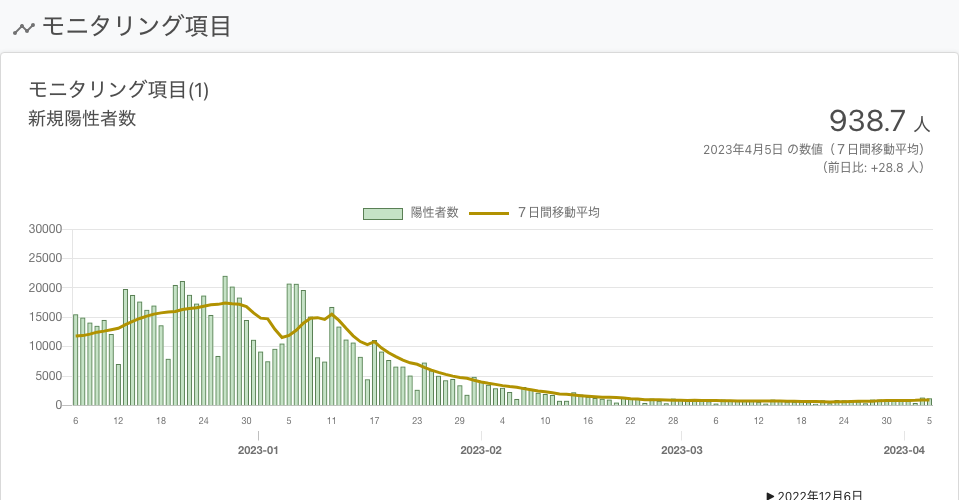 モニタリング項目
モニタリング項目(1)
新規陽性者数
938.7 人
2023年4月5日 の数値（７日間移動平均）
（前日比: +28.8 人）
陽性者数 ７日間移動平均
30000
25000
20000
15000
10000
5000
0
6 12 18 24 30 5 11 17 23 29 4 10 16 22 28 6 12 18 24 30 5
2023-01 2023-02 2023-03 2023-04
▶ 2022年12月6日